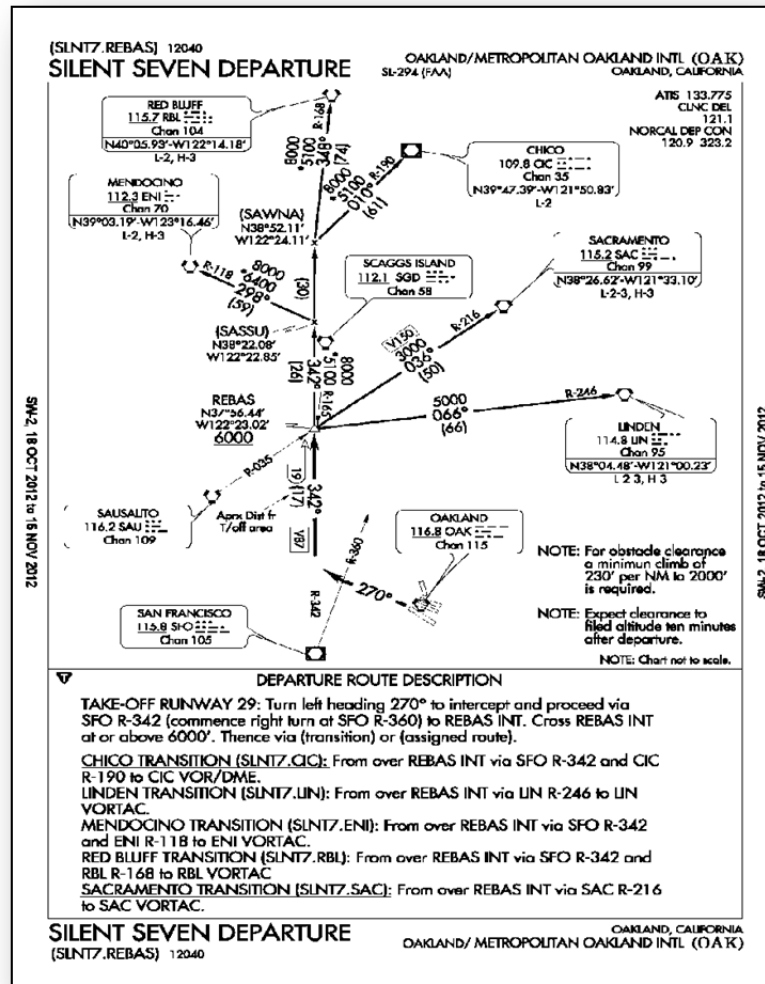 (SLNT7.REBAS) 12040
SILENT SEVEN DEPARTURE
SL-294 (FAA)
OAKLAND/METROPOLITAN OAKLAND INTL (OAK)
OAKLAND, CALIFORNIA
ATIS 133.775
CLNC DEL
121.1
NORCAL DEP CON
120.9 323.2
RED BLUFF
115.7 RBL
Chan 104
N40°05.93'-W122°14.18'
L-2, H-3
R-168
8000
5100
348°
(74)
CHICO
109.8 CIC
Chan 35
N39°47.39'-W121°50.83'
L-2
R-190
8000
*5100
010°
(61)
MENDOCINO
112.3 ENI
Chan 70
N39°03.19'-W123°16.46'
L-2, H-3
R-118
8000
*6400
298°
(59)
(SAWNA)
N38°52.11'
W122°24.11'
(30)
SCAGGS ISLAND
112.1 SGD
Chan 58
SACRAMENTO
115.2 SAC
Chan 99
N38°26.62'-W121°33.10'
L-2-3, H-3
R-216
V150
3000
036°
(50)
(SASSU)
N38°22.08'
W122°22.85'
8000
*5100
342°
(26)
R-165
REBAS
N37°56.44'
W122°23.02'
6000
R-246
5000
066°
(66)
LINDEN
114.8 LIN
Chan 95
N38°04.48'-W121°00.23'
L 2 3, H 3
R-035
SAUSALITO
116.2 SAU
Chan 109
Aprx Dist fr
T/off area
19
(17)
342°
V87
OAKLAND
116.8 OAK
Chan 115
R-360
270°
R-342
SAN FRANCISCO
115.8 SFO
Chan 105
NOTE: For obstacle clearance
a minimun climb of
230' per NM to 2000'
is required.
NOTE: Expect clearance to
filed altitude ten minutes
after departure.
NOTE: Chart not to scale.
SW-2, 18 OCT 2012 to 15 NOV 2012
SW-2, 18 OCT 2012 to 15 NOV 2012
T
DEPARTURE ROUTE DESCRIPTION
TAKE-OFF RUNWAY 29: Turn left heading 270° to intercept and proceed via
SFO R-342 (commence right turn at SFO R-360) to REBAS INT. Cross REBAS INT
at or above 6000'. Thence via (transition) or (assigned route).
CHICO TRANSITION (SLNT7.CIC): From over REBAS INT via SFO R-342 and CIC
R-190 to CIC VOR/DME.
LINDEN TRANSITION (SLNT7.LIN): From over REBAS INT via LIN R-246 to LIN
VORTAC.
MENDOCINO TRANSITION (SLNT7.ENI): From over REBAS INT via SFO R-342
and ENI R-118 to ENI VORTAC.
RED BLUFF TRANSITION (SLNT7.RBL): From over REBAS INT via SFO R-342 and
RBL R-168 to RBL VORTAC
SACRAMENTO TRANSITION (SLNT7.SAC): From over REBAS INT via SAC R-216
to SAC VORTAC.
SILENT SEVEN DEPARTURE
(SLNT7.REBAS) 12040
OAKLAND, CALIFORNIA
OAKLAND/ METROPOLITAN OAKLAND INTL (OAK)